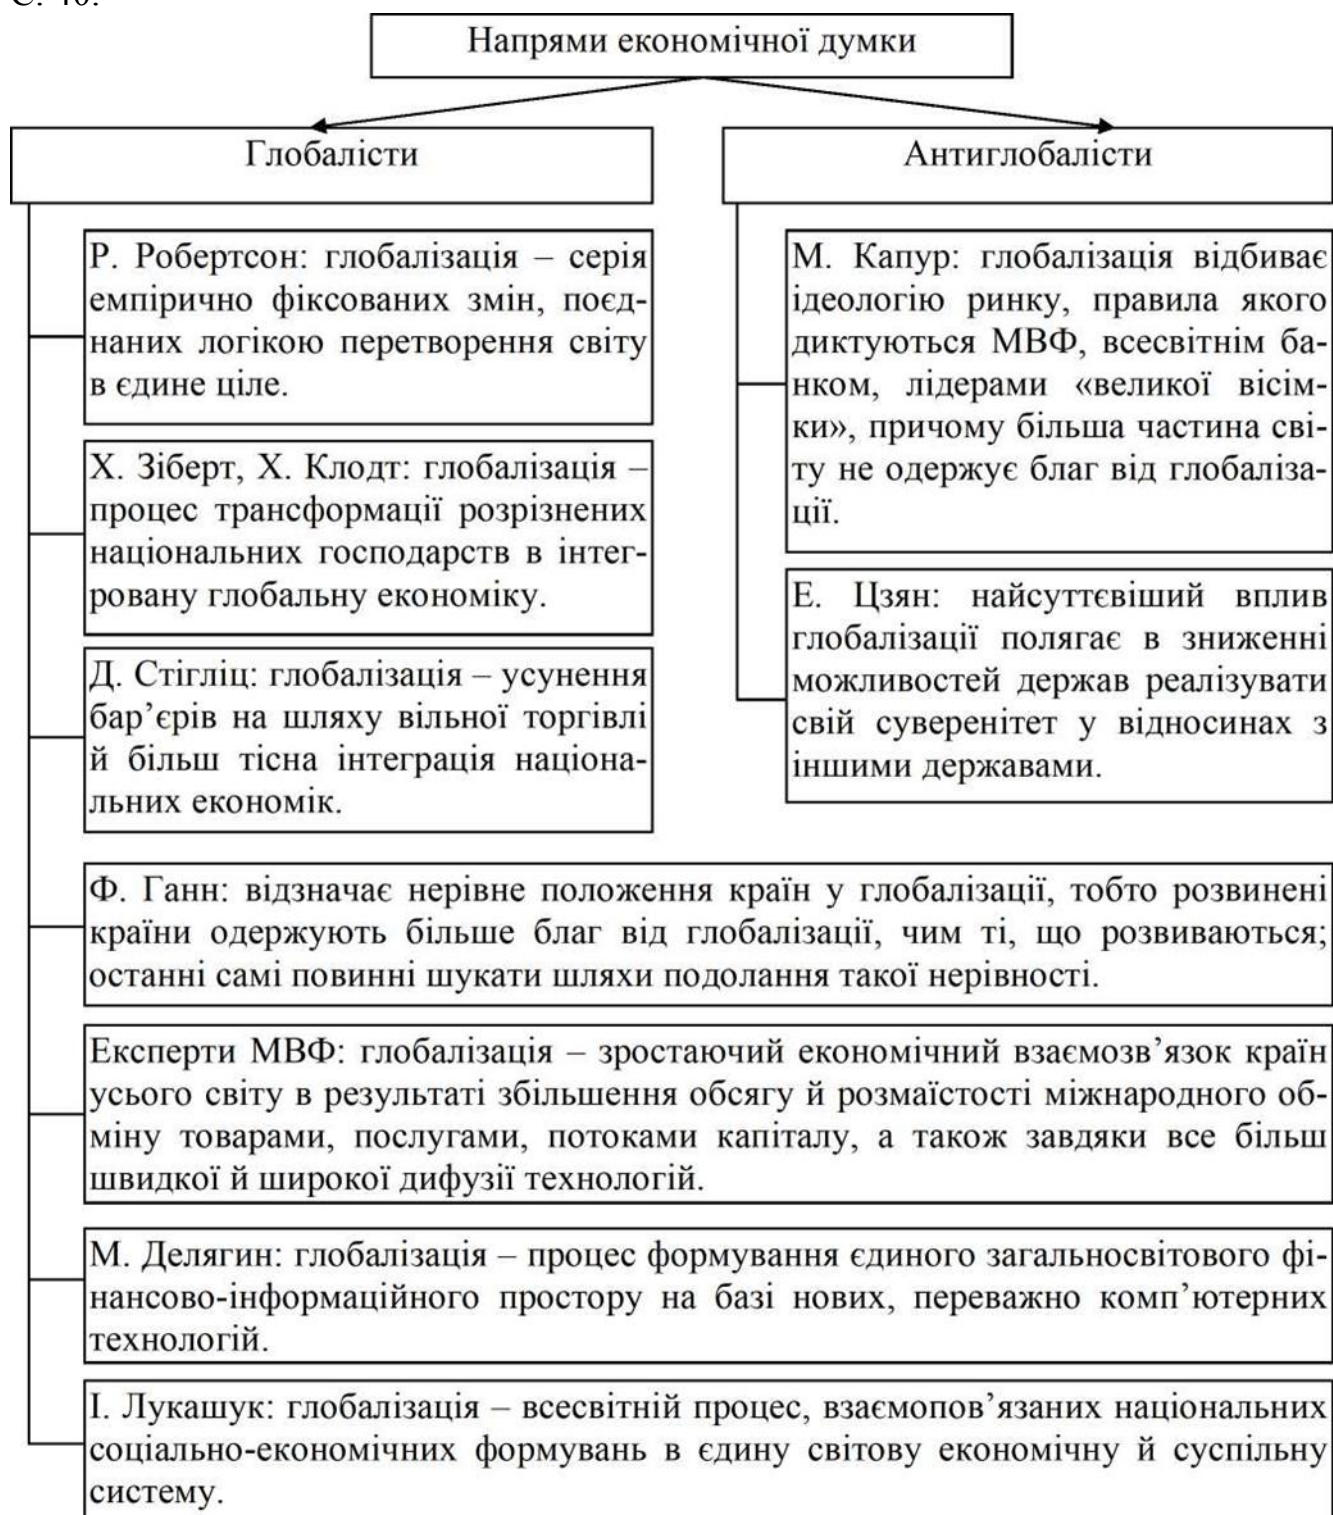 С. 40.
Напрями економічної думки
Глобалісти
Антиглобалісти
Р. Робертсон: глобалізація – серія
емпірично фіксованих змін, поєд-
наних логікою перетворення світу
в єдине ціле.
Х. Зіберт, Х. Клодт: глобалізація –
процес трансформації розрізнених
національних господарств в інтег-
ровану глобальну економіку.
Д. Стігліц: глобалізація – усунення
бар’єрів на шляху вільної торгівлі
й більш тісна інтеграція націона-
льних економік.
М. Капур: глобалізація відбиває
ідеологію ринку, правила якого
диктуються МВФ, всесвітнім ба-
нком, лідерами «великої вісім-
ки», причому більша частина сві-
ту не одержує благ від глобаліза-
ції.
Е. Цзян: найсуттєвіший вплив
глобалізації полягає в зниженні
можливостей держав реалізувати
свій суверенітет у відносинах з
іншими державами.
Ф. Ганн: відзначає нерівне положення країн у глобалізації, тобто розвинені
країни одержують більше благ від глобалізації, чим ті, що розвиваються;
останні самі повинні шукати шляхи подолання такої нерівності.
Експерти МВФ: глобалізація – зростаючий економічний взаємозв’язок країн
усього світу в результаті збільшення обсягу й розмаїстості міжнародного об-
міну товарами, послугами, потоками капіталу, а також завдяки все більш
швидкої й широкої дифузії технологій.
М. Делягин: глобалізація – процес формування єдиного загальносвітового фі-
нансово-інформаційного простору на базі нових, переважно комп’ютерних
технологій.
І. Лукашук: глобалізація – всесвітній процес, взаємопов’язаних національних
соціально-економічних формувань в єдину світову економічну й суспільну
систему.